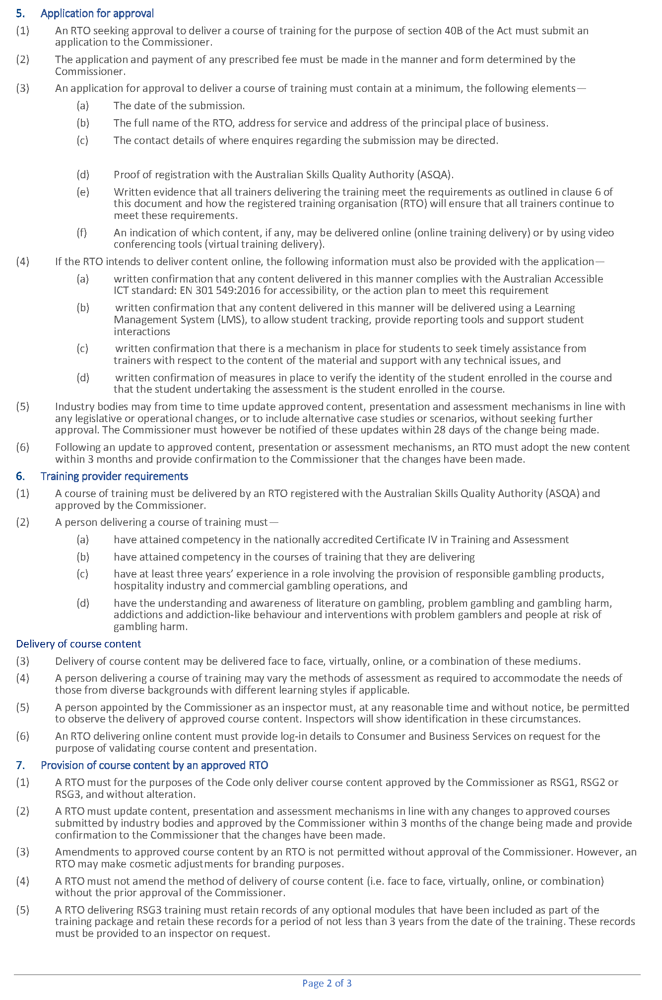 5. Application for approval
(1) An RTO seeking approval to deliver a course of training for the purpose of section 40B of the Act must submit an
application to the Commissioner.
(2) The application and payment of any prescribed fee must be made in the manner and form determined by the
Commissioner.
(3) An application for approval to deliver a course of training must contain at a minimum, the following elements—
(a) The date of the submission.
(b) The full name of the RTO, address for service and address of the principal place of business.
(c) The contact details of where enquires regarding the submission may be directed.
(d) Proof of registration with the Australian Skills Quality Authority (ASQA).
(e) Written evidence that all trainers delivering the training meet the requirements as outlined in clause 6 of
this document and how the registered training organisation (RTO) will ensure that all trainers continue to
meet these requirements.
(f) An indication of which content, if any, may be delivered online (online training delivery) or by using video
conferencing tools (virtual training delivery).
(4) If the RTO intends to deliver content online, the following information must also be provided with the application—
(a) written confirmation that any content delivered in this manner complies with the Australian Accessible
ICT standard: EN 301 549:2016 for accessibility, or the action plan to meet this requirement
(b) written confirmation that any content delivered in this manner will be delivered using a Learning
Management System (LMS), to allow student tracking, provide reporting tools and support student
interactions
(c) written confirmation that there is a mechanism in place for students to seek timely assistance from
trainers with respect to the content of the material and support with any technical issues, and
(d) written confirmation of measures in place to verify the identity of the student enrolled in the course and
that the student undertaking the assessment is the student enrolled in the course.
(5) Industry bodies may from time to time update approved content, presentation and assessment mechanisms in line with
any legislative or operational changes, or to include alternative case studies or scenarios, without seeking further
approval. The Commissioner must however be notified of these updates within 28 days of the change being made.
(6) Following an update to approved content, presentation or assessment mechanisms, an RTO must adopt the new content
within 3 months and provide confirmation to the Commissioner that the changes have been made.
6. Training provider requirements
(1) A course of training must be delivered by an RTO registered with the Australian Skills Quality Authority (ASQA) and
approved by the Commissioner.
(2) A person delivering a course of training must—
(a) have attained competency in the nationally accredited Certificate IV in Training and Assessment
(b) have attained competency in the courses of training that they are delivering
(c) have at least three years’ experience in a role involving the provision of responsible gambling products,
hospitality industry and commercial gambling operations, and
(d) have the understanding and awareness of literature on gambling, problem gambling and gambling harm,
addictions and addiction-like behaviour and interventions with problem gamblers and people at risk of
gambling harm.
Delivery of course content
(3) Delivery of course content may be delivered face to face, virtually, online, or a combination of these mediums.
(4) A person delivering a course of training may vary the methods of assessment as required to accommodate the needs of
those from diverse backgrounds with different learning styles if applicable.
(5) A person appointed by the Commissioner as an inspector must, at any reasonable time and without notice, be permitted
to observe the delivery of approved course content. Inspectors will show identification in these circumstances.
(6) An RTO delivering online content must provide log-in details to Consumer and Business Services on request for the
purpose of validating course content and presentation.
7. Provision of course content by an approved RTO
(1) A RTO must for the purposes of the Code only deliver course content approved by the Commissioner as RSG1, RSG2 or
RSG3, and without alteration.
(2) A RTO must update content, presentation and assessment mechanisms in line with any changes to approved courses
submitted by industry bodies and approved by the Commissioner within 3 months of the change being made and provide
confirmation to the Commissioner that the changes have been made.
(3) Amendments to approved course content by an RTO is not permitted without approval of the Commissioner. However, an
RTO may make cosmetic adjustments for branding purposes.
(4) A RTO must not amend the method of delivery of course content (i.e. face to face, virtually, online, or combination)
without the prior approval of the Commissioner.
(5) A RTO delivering RSG3 training must retain records of any optional modules that have been included as part of the
training package and retain these records for a period of not less than 3 years from the date of the training. These records
must be provided to an inspector on request.
Page 2 of 3